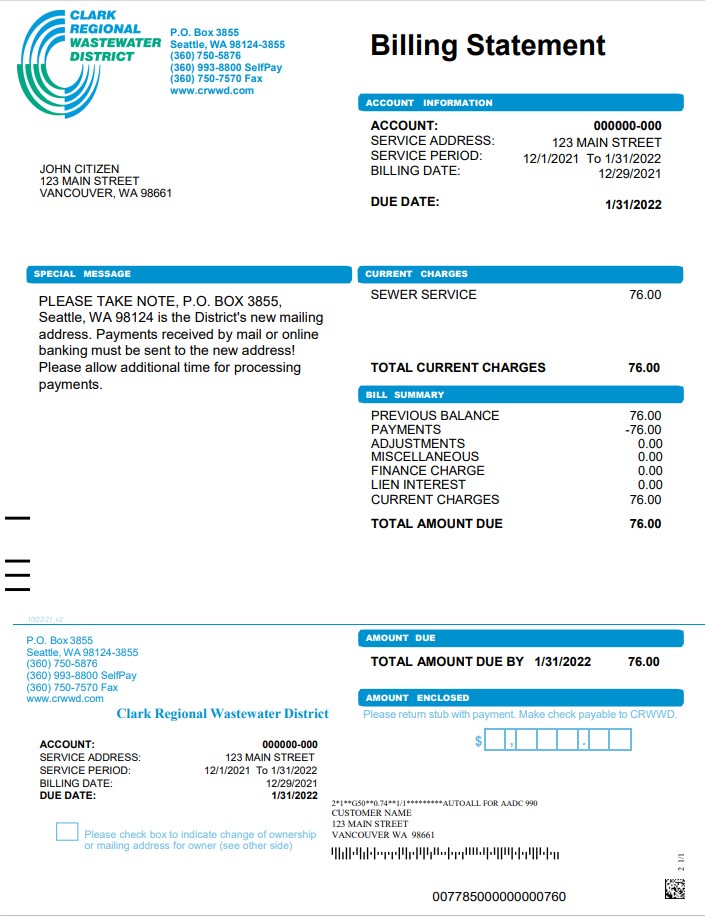 CLARK
REGIONAL
WASTEWATER
DISTRICT
P.O. Box 3855
Seattle, WA 98124-3855
(360) 750-5876
(360) 993-8800 SelfPay
(360) 750-7570 Fax
www.crwwd.com
Billing Statement
ACCOUNT INFORMATION
ACCOUNT: 000000-000
SERVICE ADDRESS: 123 MAIN STREET
SERVICE PERIOD: 12/1/2021 To 1/31/2022
BILLING DATE: 12/29/2021
DUE DATE: 1/31/2022
JOHN CITIZEN
123 MAIN STREET
VANCOUVER, WA 98661
SPECIAL MESSAGE
PLEASE TAKE NOTE, P.O. BOX 3855,
Seattle, WA 98124 is the District's new mailing
address. Payments received by mail or online
banking must be sent to the new address!
Please allow additional time for processing
payments.
CURRENT CHARGES
SEWER SERVICE 76.00
TOTAL CURRENT CHARGES 76.00
BILL SUMMARY
PREVIOUS BALANCE 76.00
PAYMENTS -76.00
ADJUSTMENTS 0.00
MISCELLANEOUS 0.00
FINANCE CHARGE 0.00
LIEN INTEREST 0.00
CURRENT CHARGES 76.00
TOTAL AMOUNT DUE 76.00
10/22/21_v2
P.O. Box 3855
Seattle, WA 98124-3855
(360) 750-5876
(360) 993-8800 SelfPay
(360) 750-7570 Fax
www.crwwd.com
Clark Regional Wastewater District
ACCOUNT: 000000-000
SERVICE ADDRESS: 123 MAIN STREET
SERVICE PERIOD: 12/1/2021 To 1/31/2022
BILLING DATE: 12/29/2021
DUE DATE: 1/31/2022
Please check box to indicate change of ownership
or mailing address for owner (see other side)
AMOUNT DUE
TOTAL AMOUNT DUE BY 1/31/2022 76.00
AMOUNT ENCLOSED
Please return stub with payment. Make check payable to CRWWD.
$ , .
2*1**G50**0.74**1/1*********AUTOALL FOR AADC 990
CUSTOMER NAME
123 MAIN STREET
VANCOUVER WA 98661
2 1/1
007785000000000760